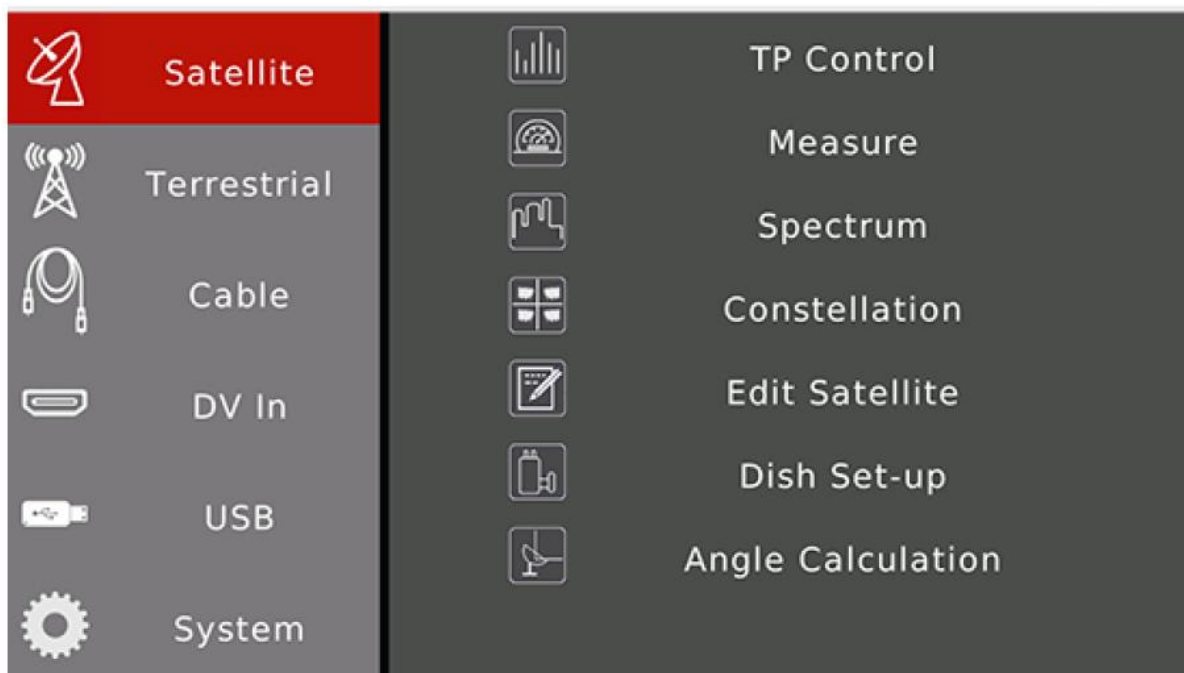 Satellite
Terrestrial
Cable
DV In
USB
System
TP Control
Measure
Spectrum
Constellation
Edit Satellite
Dish Set-up
Angle Calculation